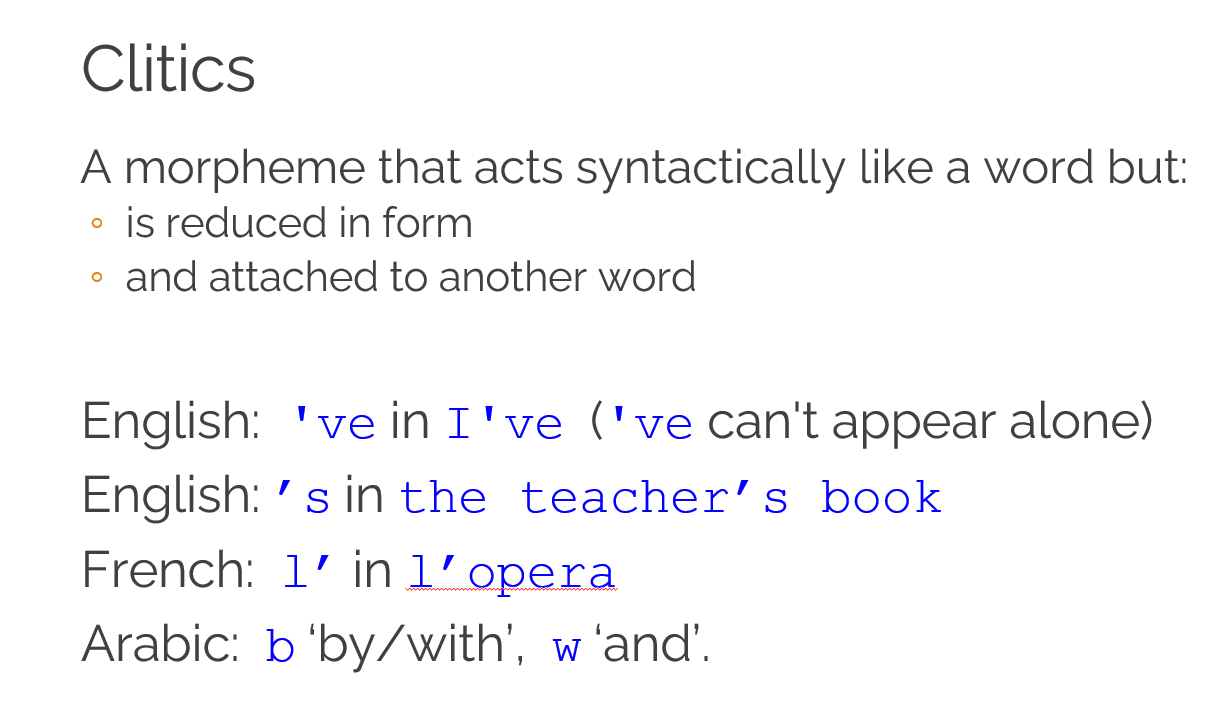 Clitics
A morpheme that acts syntactically like a word but:
◦ is reduced in form
◦ and attached to another word
English: 've in I've ('ve can't appear alone)
English: ’s in the teacher’s book
French: l’ in l’opera
Arabic: b ‘by/with’, w ‘and’.